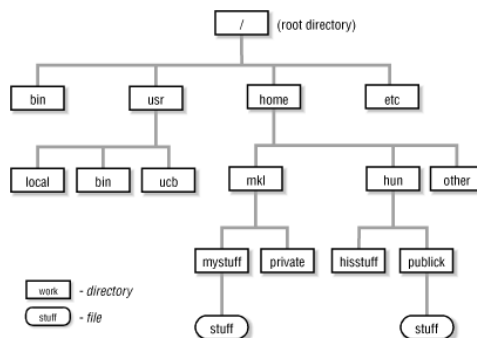 / (root directory)
bin usr home etc
local bin ucb mkl hun other
mystuff private hisstuff publick
work - directory
stuff - file
stuff stuff